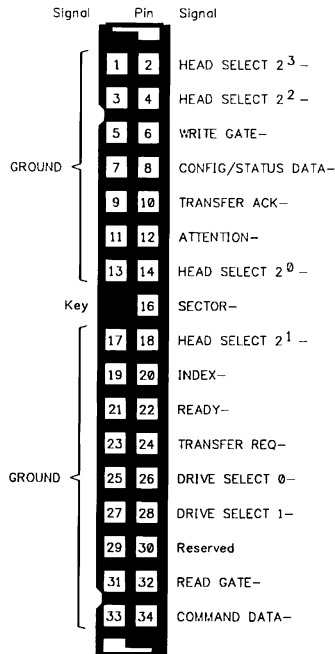 Signal Pin Signal
1 2 HEAD SELECT 2³–
3 4 HEAD SELECT 2²–
5 6 WRITE GATE–
GROUND 7 8 CONFIG/STATUS DATA–
9 10 TRANSFER ACK–
11 12 ATTENTION–
13 14 HEAD SELECT 2⁰–
Key 16 SECTOR–
17 18 HEAD SELECT 2¹–
19 20 INDEX–
21 22 READY–
23 24 TRANSFER REQ–
GROUND 25 26 DRIVE SELECT 0–
27 28 DRIVE SELECT 1–
29 30 Reserved
31 32 READ GATE–
33 34 COMMAND DATA–